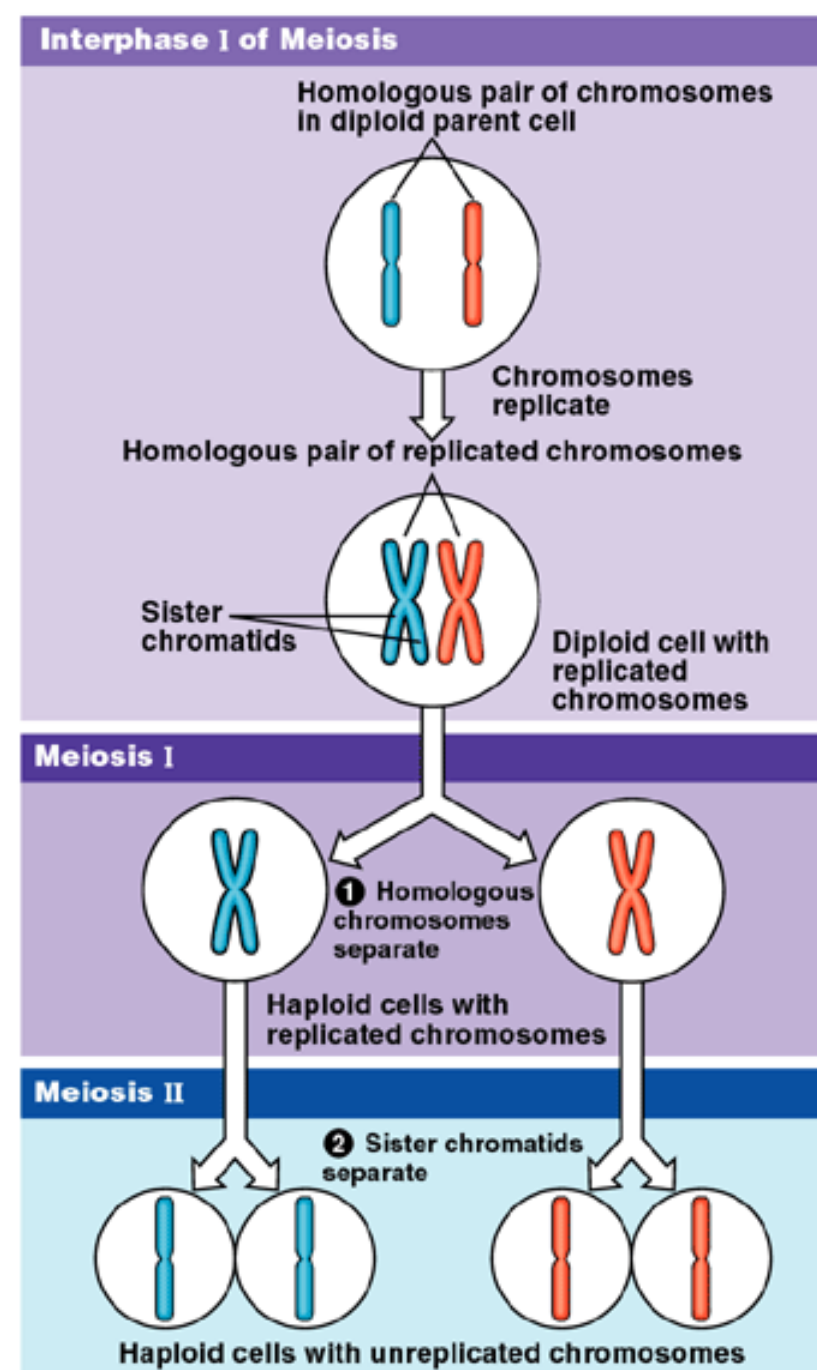 Interphase I of Meiosis
Homologous pair of chromosomes
in diploid parent cell
Chromosomes
replicate
Homologous pair of replicated chromosomes
Sister
chromatids
Diploid cell with
replicated
chromosomes
Meiosis I
1 Homologous
chromosomes
separate
Haploid cells with
replicated chromosomes
Meiosis II
2 Sister chromatids
separate
Haploid cells with unreplicated chromosomes